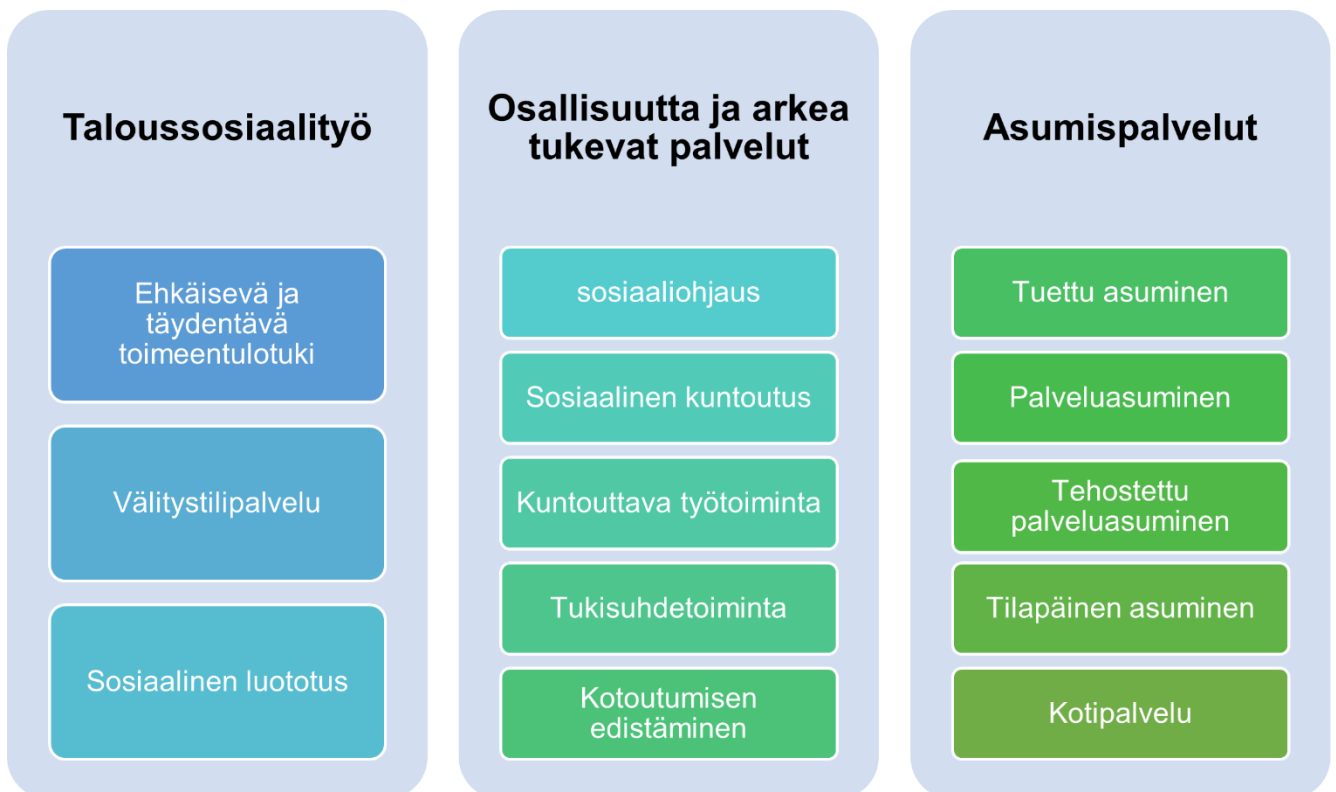 Taloussosiaalityö
Ehkäisevä ja
täydentävä
toimeentulotuki
Välitystilipalvelu
Sosiaalinen luototus
Osallisuutta ja arkea
tukevat palvelut
sosiaaliohjaus
Sosiaalinen kuntoutus
Kuntouttava työtoiminta
Tukisuhdetoiminta
Kotoutumisen
edistäminen
Asumispalvelut
Tuettu asuminen
Palveluasuminen
Tehostettu
palveluasuminen
Tilapäinen asuminen
Kotipalvelu